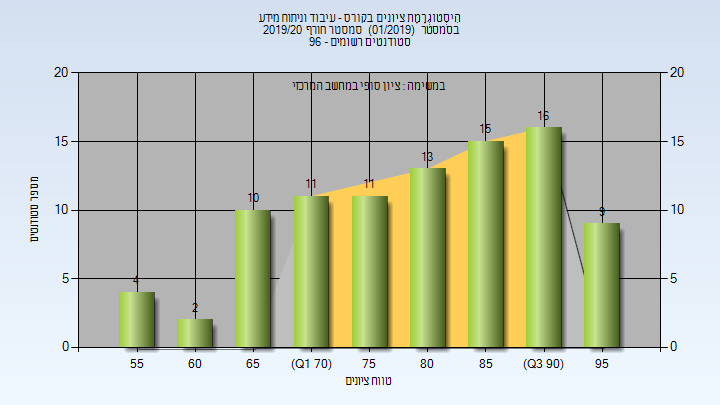 היסטוגרמת ציונים בקורס - עיבוד וניתוח מידע
בסמסטר (01/2019) סמסטר חורף 2019/20
סטודנטים רשומים - 96
במשימה : ציון סופי במחשב המרכזי
20 20
15 15
10 10
5 5
0 0
4 2 10 11 11 13 15 16 9
מספר סטודנטים
55 60 65 (Q1 70) 75 80 85 (Q3 90) 95
טווח ציונים